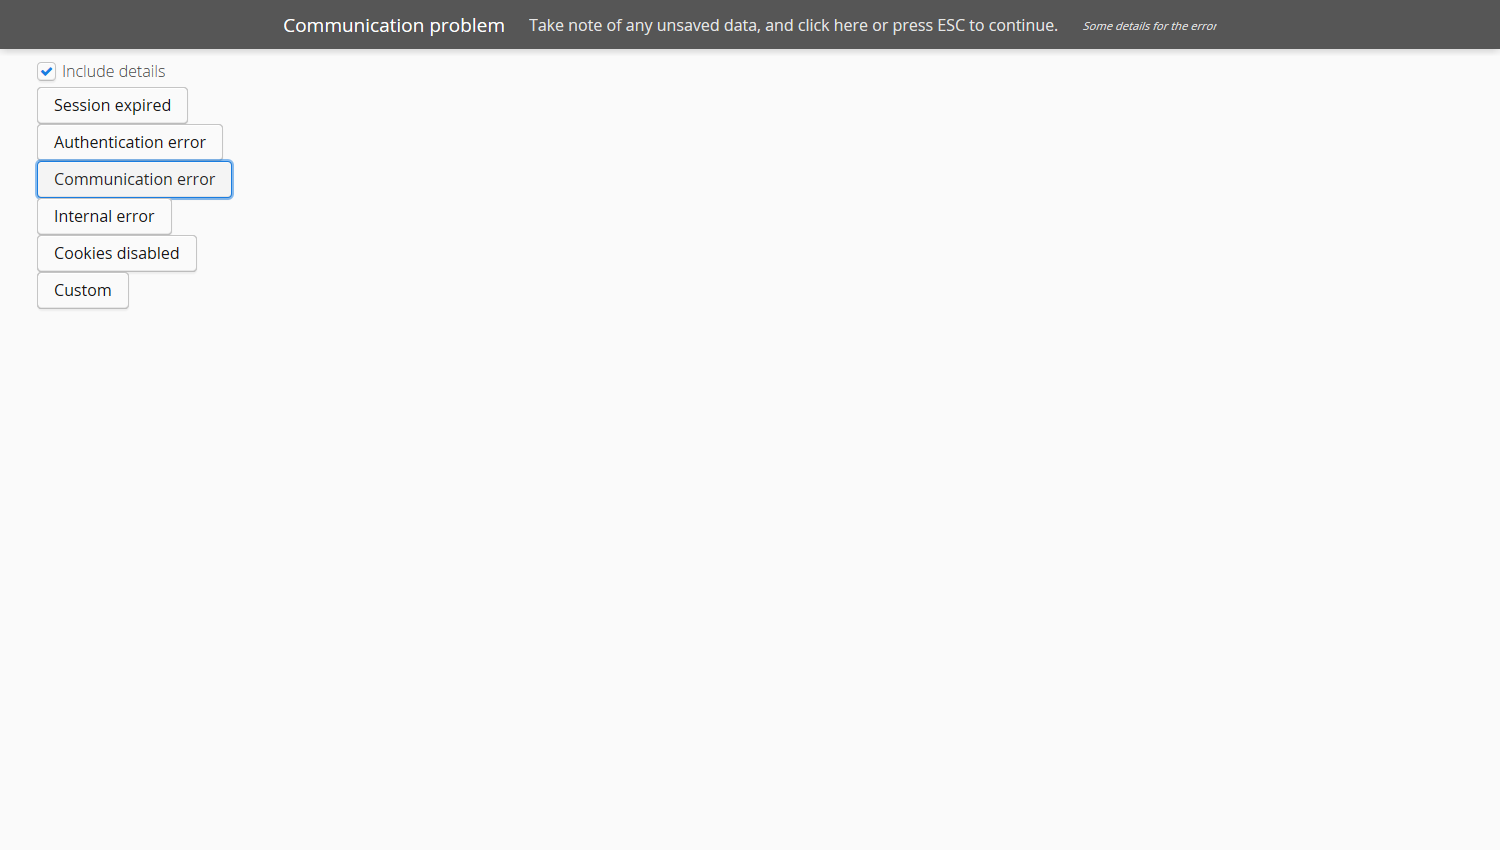 Communication problem Take note of any unsaved data, and click here or press ESC to continue. Some details for the error
Include details
Session expired
Authentication error
Communication error
Internal error
Cookies disabled
Custom